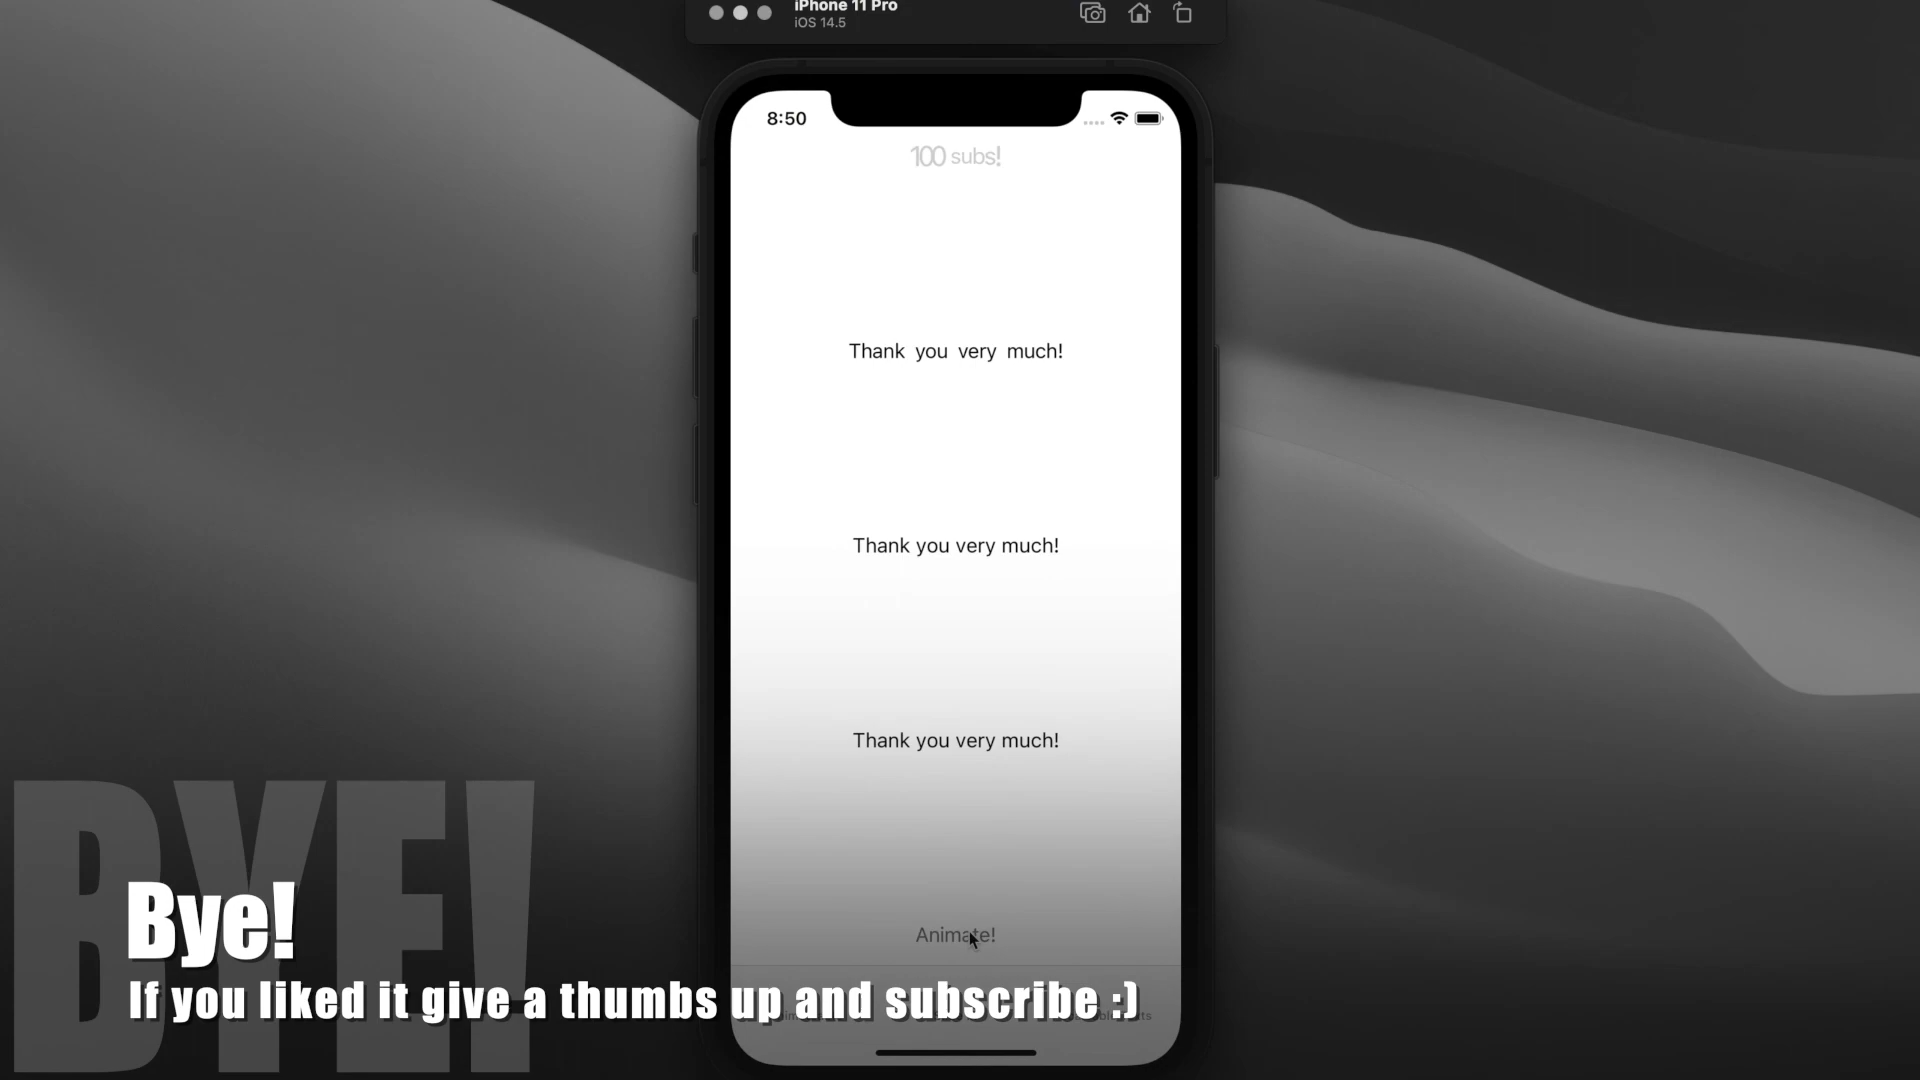 iPhone 11 Pro
iOS 14.5
8:50
100 subs!
Thank you very much!
Thank you very much!
Thank you very much!
Animate!
BYE!
Bye!
If you liked it give a thumbs up and subscribe :)